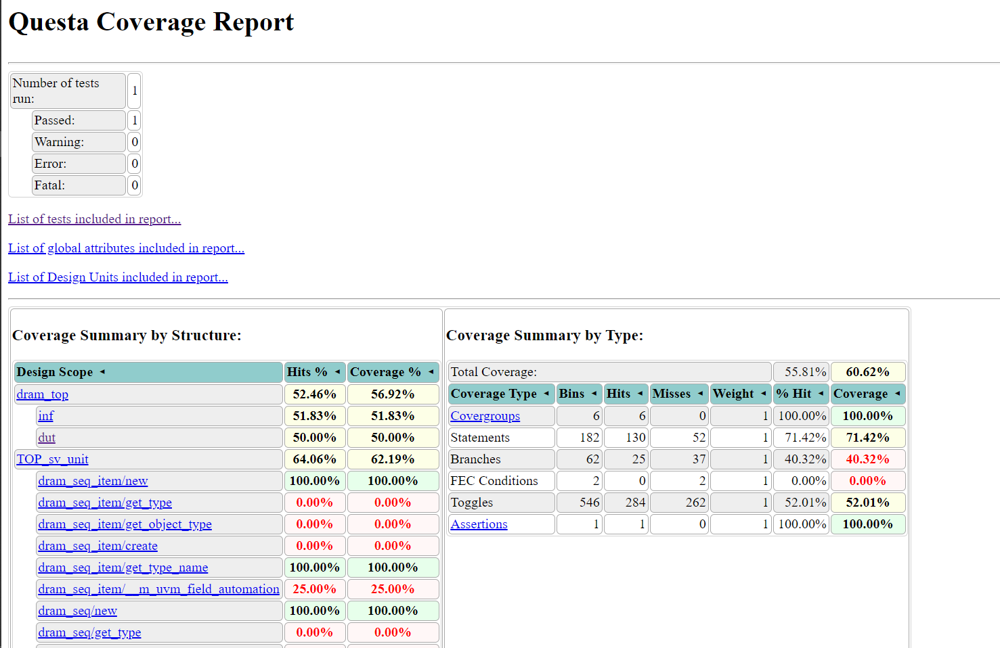 Questa Coverage Report
Number of tests
run:
1
Passed: 1
Warning: 0
Error: 0
Fatal: 0
List of tests included in report...
List of global attributes included in report...
List of Design Units included in report...
Coverage Summary by Structure:
Design Scope ◄ Hits % ◄ Coverage % ◄
dram_top 52.46% 56.92%
inf 51.83% 51.83%
dut 50.00% 50.00%
TOP_sv_unit 64.06% 62.19%
dram_seq_item/new 100.00% 100.00%
dram_seq_item/get_type 0.00% 0.00%
dram_seq_item/get_object_type 0.00% 0.00%
dram_seq_item/create 0.00% 0.00%
dram_seq_item/get_type_name 100.00% 100.00%
dram_seq_item/__m_uvm_field_automation 25.00% 25.00%
dram_seq/new 100.00% 100.00%
dram_seq/get_type 0.00% 0.00%
Coverage Summary by Type:
Total Coverage: 55.81% 60.62%
Coverage Type ◄ Bins ◄ Hits ◄ Misses ◄ Weight ◄ % Hit ◄ Coverage ◄
Covergroups 6 6 0 1 100.00% 100.00%
Statements 182 130 52 1 71.42% 71.42%
Branches 62 25 37 1 40.32% 40.32%
FEC Conditions 2 0 2 1 0.00% 0.00%
Toggles 546 284 262 1 52.01% 52.01%
Assertions 1 1 0 1 100.00% 100.00%